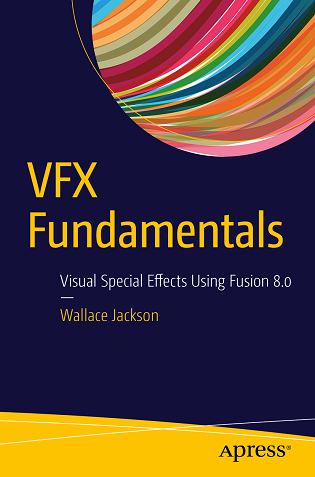 VFX
Fundamentals
Visual Special Effects Using Fusion 8.0
—
Wallace Jackson
Apress®